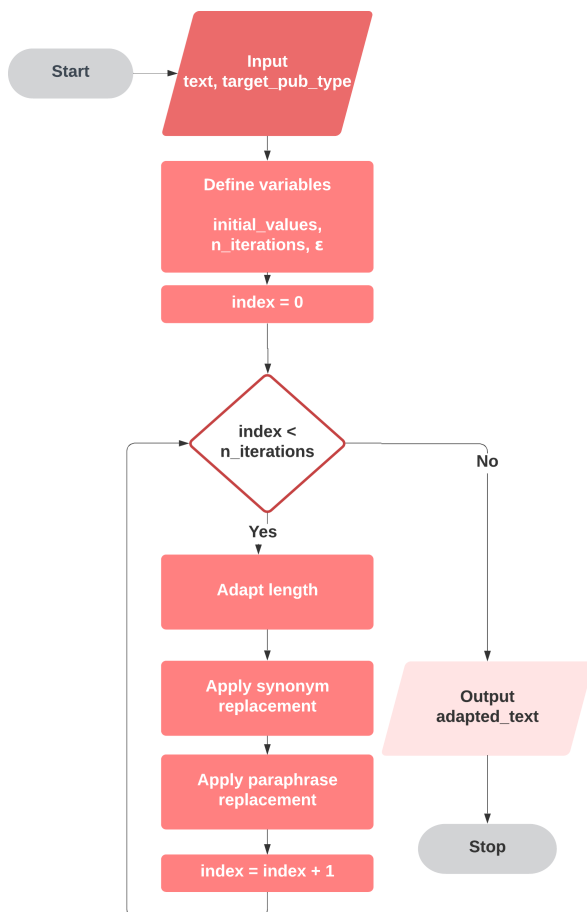 Start
Input
text, target_pub_type
Define variables
initial_values,
n_iterations, ε
index = 0
index <
n_iterations
No
Yes
Adapt length
Apply synonym
replacement
Output
adapted_text
Apply paraphrase
replacement
Stop
index = index + 1